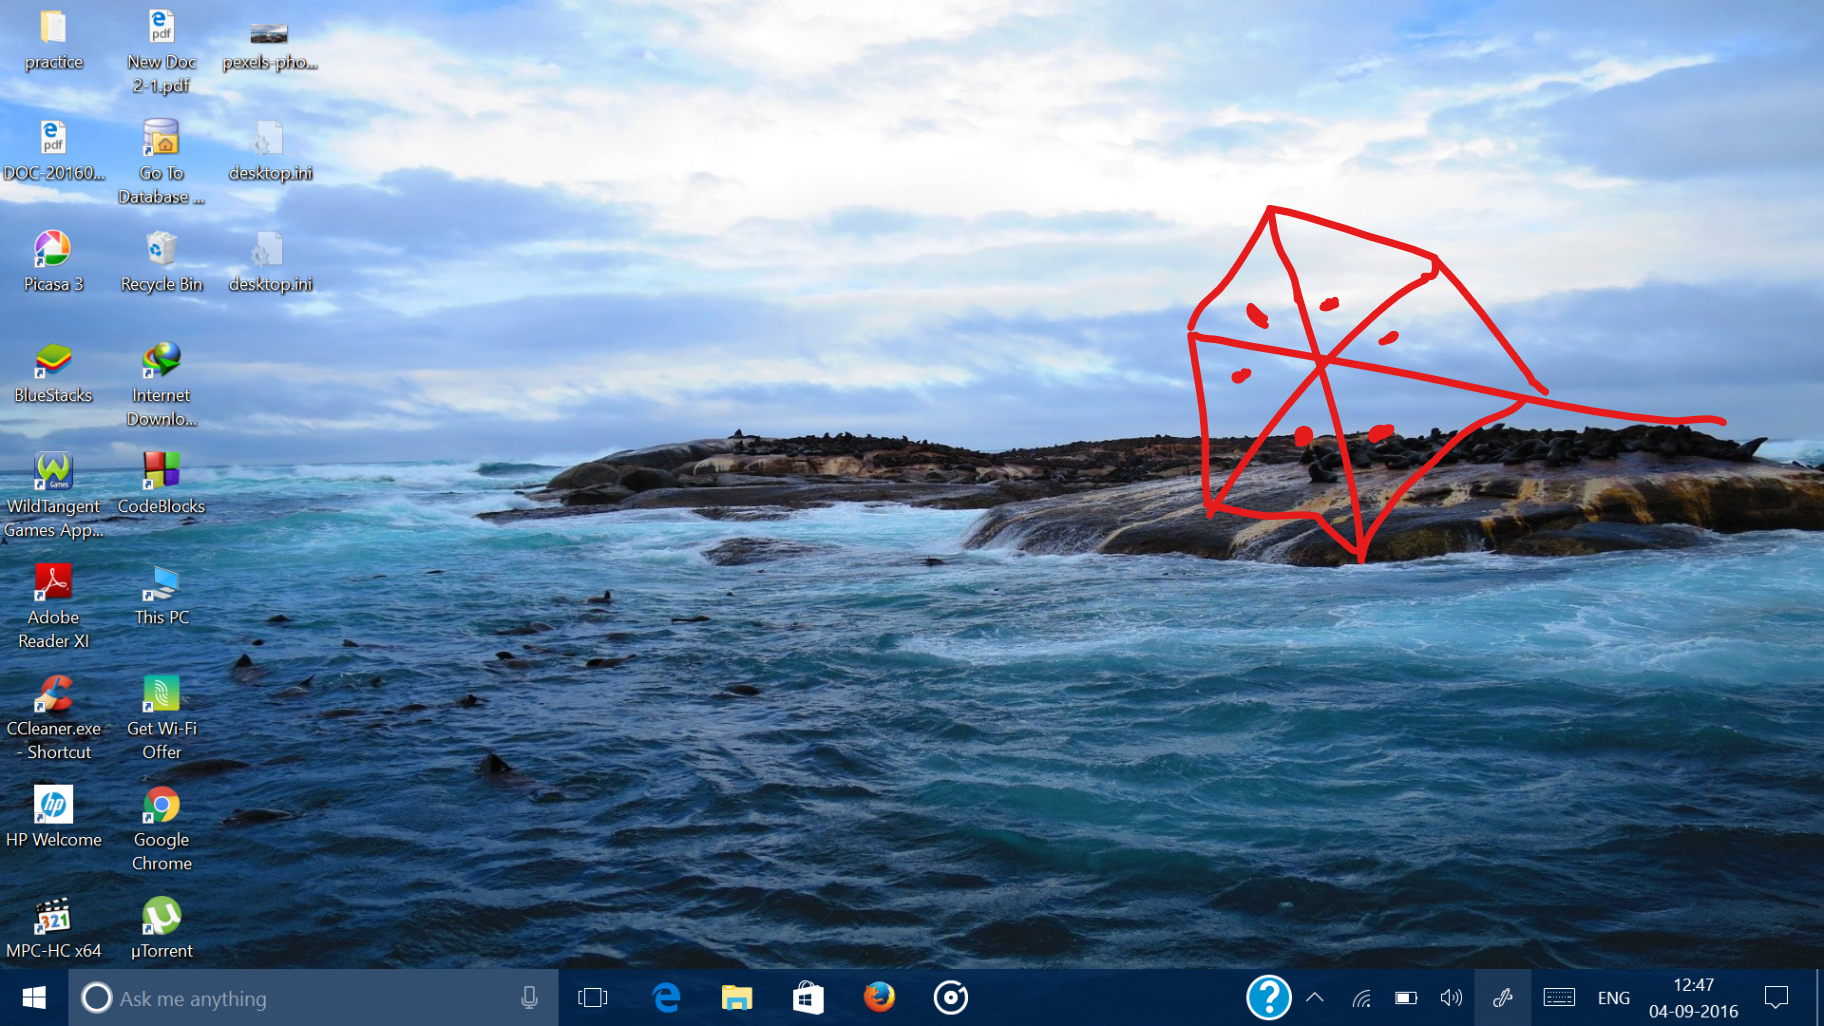 practice
New Doc
2-1.pdf
pexels-pho...
DOC-20160...
Go To
Database ...
desktop.ini
Picasa 3
Recycle Bin
desktop.ini
BlueStacks
Internet
Downlo...
WildTangent
Games App...
CodeBlocks
Adobe
Reader XI
This PC
CCleaner.exe
- Shortcut
Get Wi-Fi
Offer
HP Welcome
Google
Chrome
MPC-HC x64
µTorrent
Ask me anything
ENG
12:47
04-09-2016